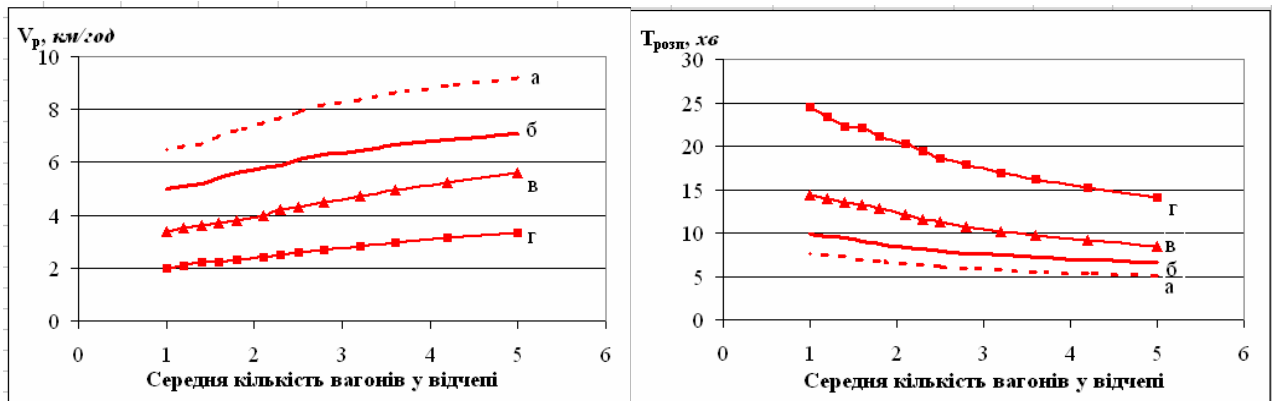 Vр, км/год
10
8
6
4
2
0
а
б
в
г
0 1 2 3 4 5 6
Середня кількість вагонів у відчепі
Трозп, хв
30
25
20
15
10
5
0
г
в
б
а
0 1 2 3 4 5 6
Середня кількість вагонів у відчепі